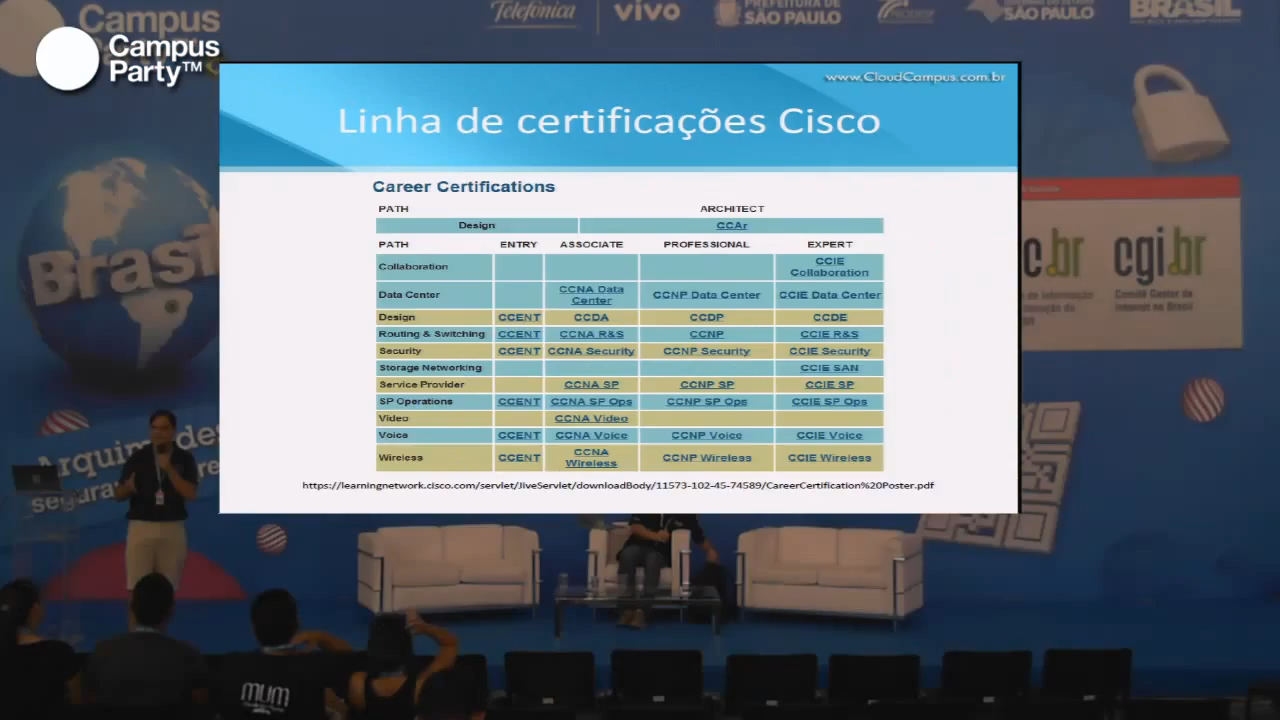 Campus
Party™
Telefónica
vivo
PREFEITURA DE
SÃO PAULO
SÃO PAULO
BRASIL
www.CloudCampus.com.br
Linha de certificações Cisco
Career Certifications
PATH ARCHITECT
Design CCAr
PATH ENTRY ASSOCIATE PROFESSIONAL EXPERT
Collaboration CCIE Collaboration
Data Center CCNA Data Center CCNP Data Center CCIE Data Center
Design CCENT CCDA CCDP CCDE
Routing & Switching CCENT CCNA R&S CCNP CCIE R&S
Security CCENT CCNA Security CCNP Security CCIE Security
Storage Networking CCIE SAN
Service Provider CCNA SP CCNP SP CCIE SP
SP Operations CCENT CCNA SP Ops CCNP SP Ops CCIE SP Ops
Video CCNA Video
Voice CCENT CCNA Voice CCNP Voice CCIE Voice
Wireless CCENT CCNA Wireless CCNP Wireless CCIE Wireless
https://learningnetwork.cisco.com/servlet/JiveServlet/downloadBody/11573-102-45-74589/CareerCertification%20Poster.pdf
Brasil
cgi.br
Comitê Gestor da
Internet no Brasil
Arquimedes
MUM